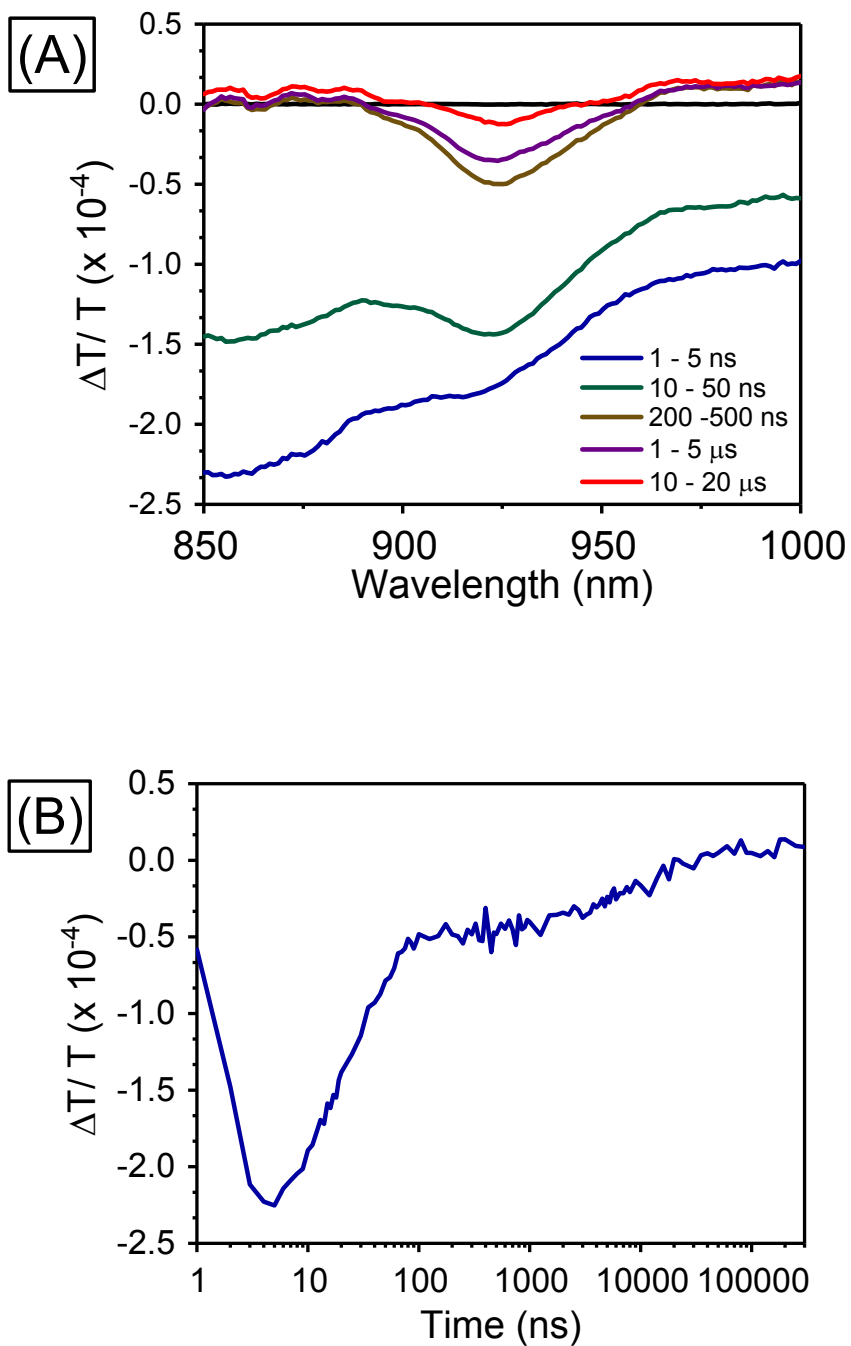 (A)
0.5
0.0
-0.5
-1.0
-1.5
-2.0
-2.5
ΔT/ T (x 10⁻⁴)
1 - 5 ns
10 - 50 ns
200 -500 ns
1 - 5 μs
10 - 20 μs
850 900 950 1000
Wavelength (nm)
(B)
0.5
0.0
-0.5
-1.0
-1.5
-2.0
-2.5
ΔT/ T (x 10⁻⁴)
1 10 100 1000 10000 100000
Time (ns)